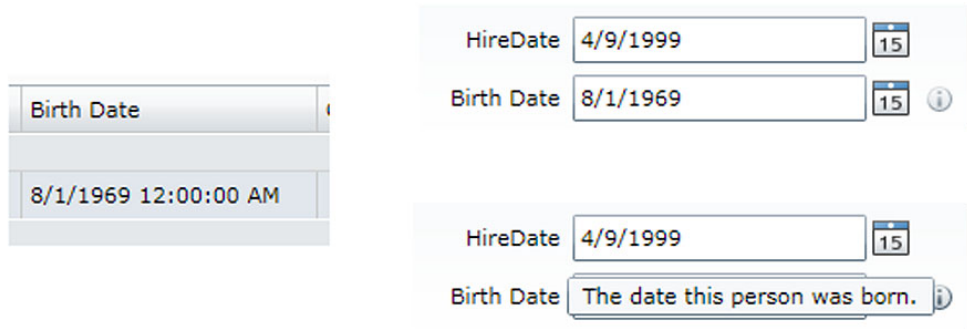 Birth Date
8/1/1969 12:00:00 AM
HireDate 4/9/1999 15
Birth Date 8/1/1969 15 i
HireDate 4/9/1999 15
Birth Date The date this person was born. i